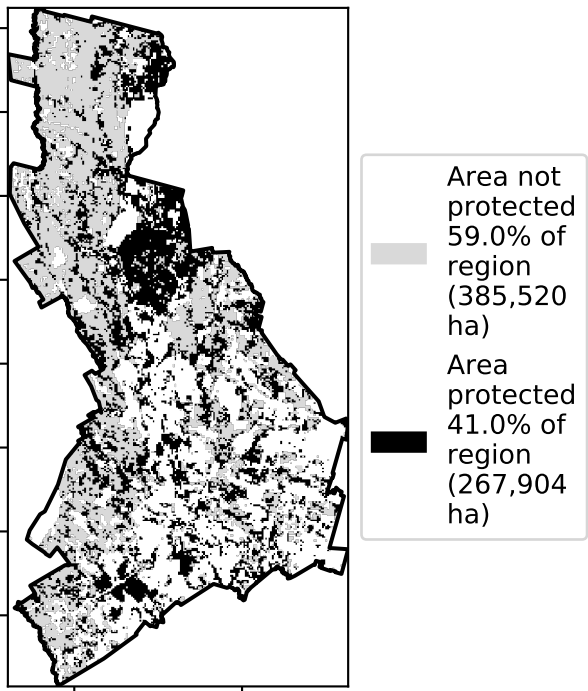 Area not
protected
59.0% of
region
(385,520
ha)
Area
protected
41.0% of
region
(267,904
ha)